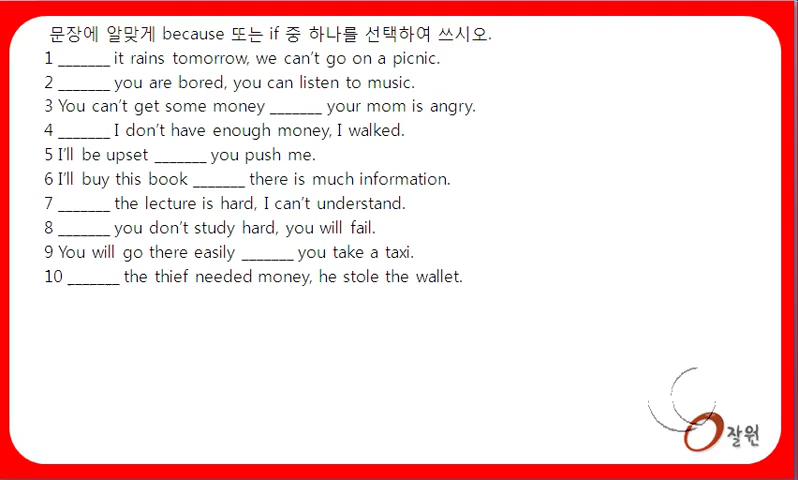 문장에 알맞게 because 또는 if 중 하나를 선택하여 쓰시오.
1 _______ it rains tomorrow, we can't go on a picnic.
2 _______ you are bored, you can listen to music.
3 You can't get some money _______ your mom is angry.
4 _______ I don't have enough money, I walked.
5 I'll be upset _______ you push me.
6 I'll buy this book _______ there is much information.
7 _______ the lecture is hard, I can't understand.
8 _______ you don't study hard, you will fail.
9 You will go there easily _______ you take a taxi.
10 _______ the thief needed money, he stole the wallet.
잘원